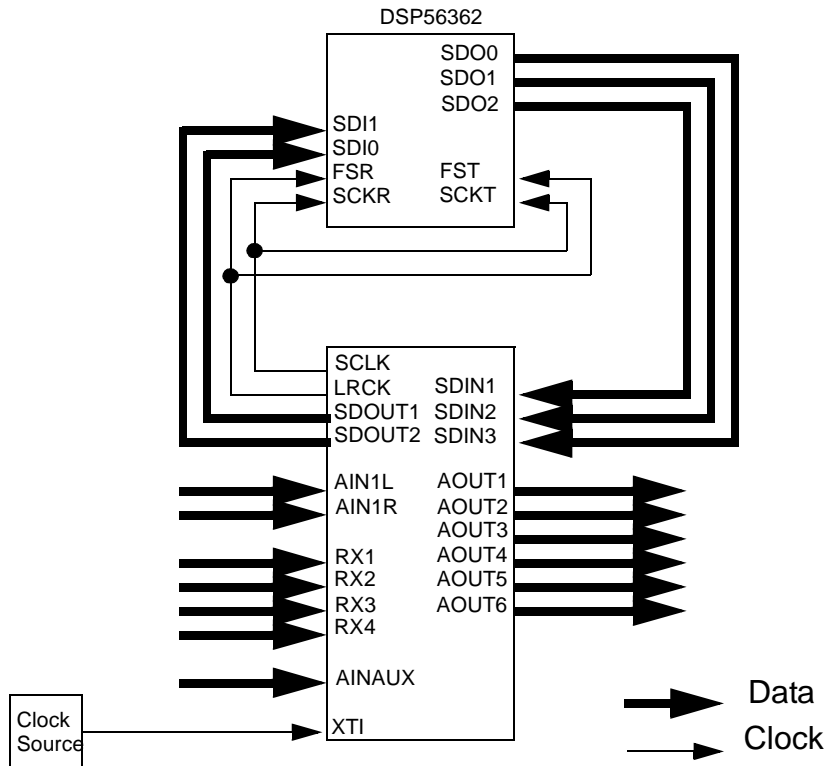 DSP56362
SDO0
SDO1
SDO2
SDI1
SDI0
FSR
FST
SCKR
SCKT
SCLK
LRCK
SDIN1
SDOUT1
SDIN2
SDOUT2
SDIN3
AIN1L
AOUT1
AIN1R
AOUT2
AOUT3
RX1
AOUT4
RX2
AOUT5
RX3
AOUT6
RX4
AINAUX
Data
Clock
Source
XTI
Clock